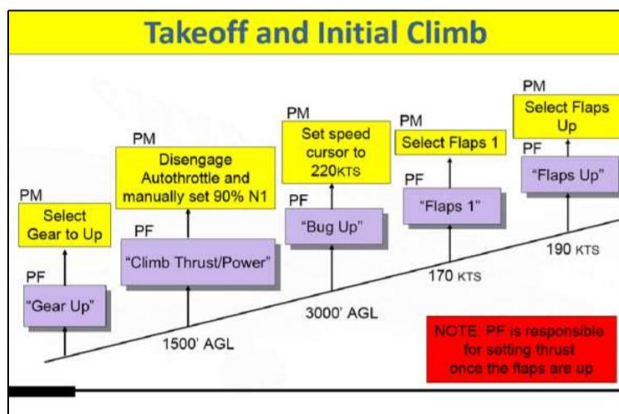 Takeoff and Initial Climb
PM
Select
Gear to Up
PF
"Gear Up"
PM
Disengage
Autothrottle and
manually set 90% N1
PF
"Climb Thrust/Power"
1500' AGL
PM
Set speed
cursor to
220KTS
PF
"Bug Up"
3000' AGL
PM
Select Flaps 1
PF
"Flaps 1"
170 KTS
PM
Select Flaps
Up
PF
"Flaps Up"
190 KTS
NOTE. PF is responsible
for setting thrust
once the flaps are up